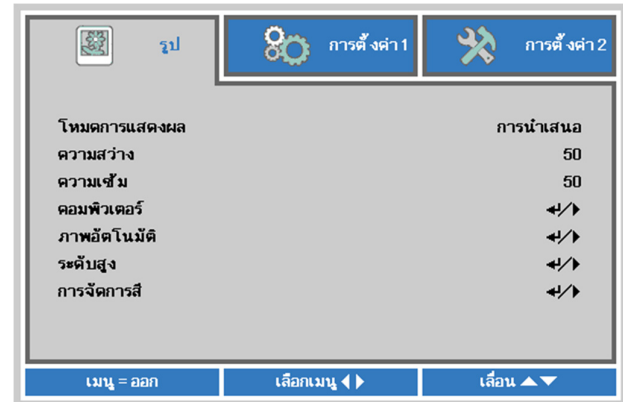 รูป
การตั้งค่า 1
การตั้งค่า 2
โหมดการแสดงผล การนำเสนอ
ความสว่าง 50
ความเข้ม 50
คอมพิวเตอร์ ↵/▶
ภาพอัตโนมัติ ↵/▶
ระดับสูง ↵/▶
การจัดการสี ↵/▶
เมนู = ออก
เลือกเมนู ◀ ▶
เลื่อน ▲ ▼